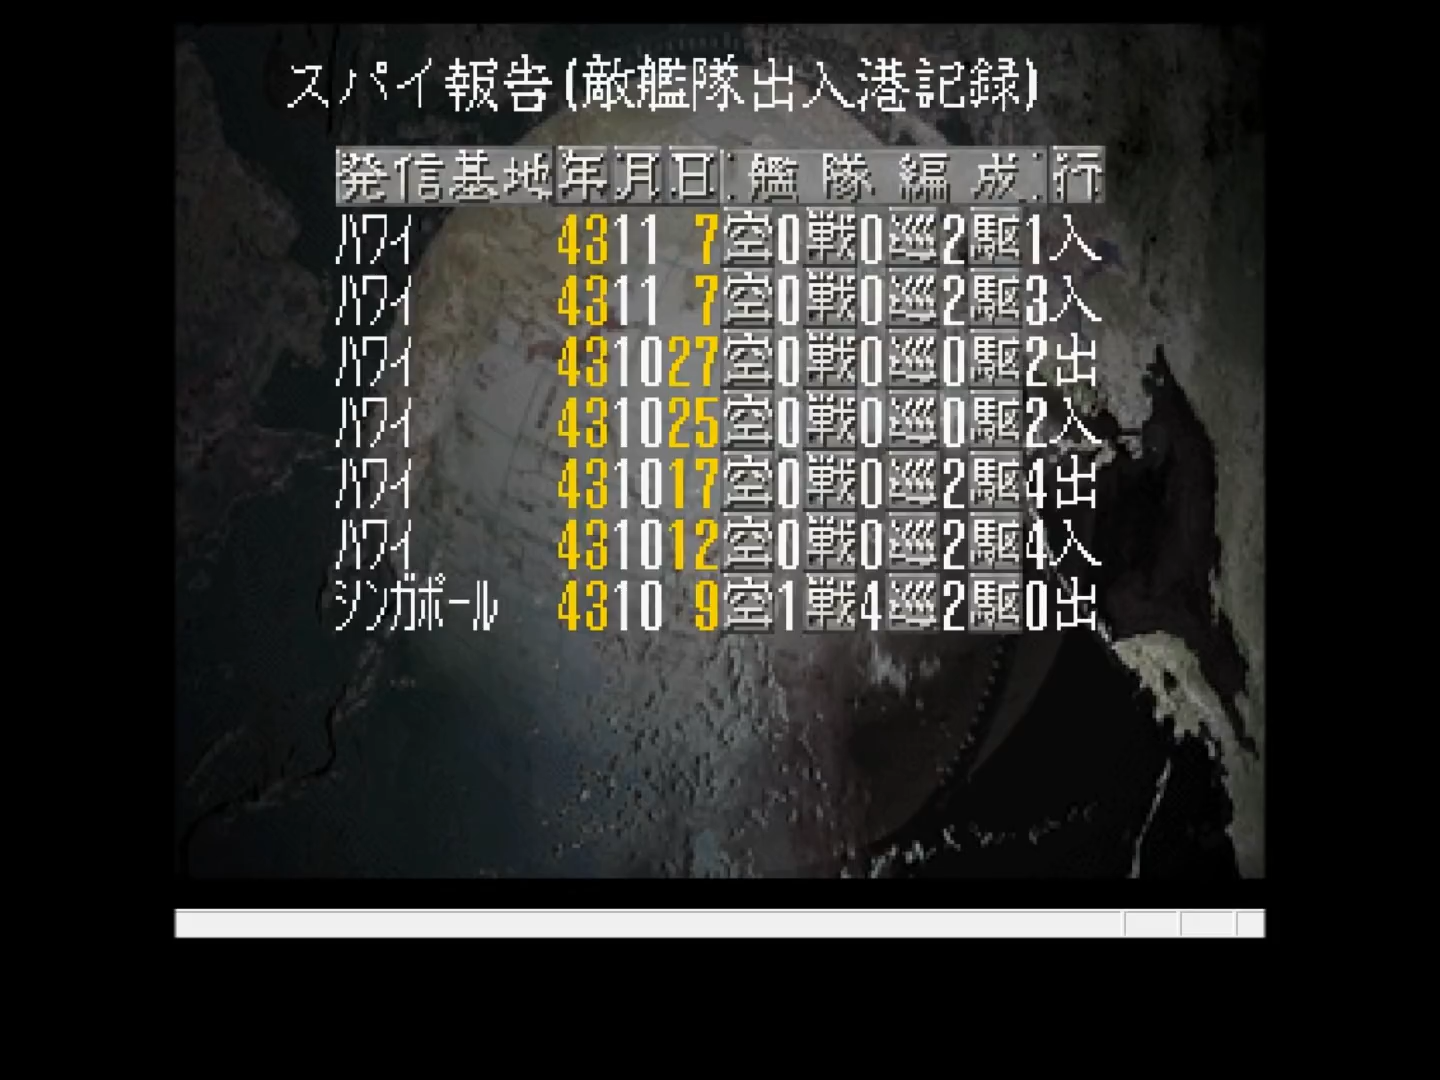 スパイ報告(敵艦隊出入港記録)
発信基地年月日:艦隊編成:行
ﾊﾜｲ 4311 7空0戦0巡2駆1入
ﾊﾜｲ 4311 7空0戦0巡2駆3入
ﾊﾜｲ 431027空0戦0巡0駆2出
ﾊﾜｲ 431025空0戦0巡0駆2入
ﾊﾜｲ 431017空0戦0巡2駆4出
ﾊﾜｲ 431012空0戦0巡2駆4入
ｼﾝｶﾞﾎﾟｰﾙ 4310 9空1戦4巡2駆0出